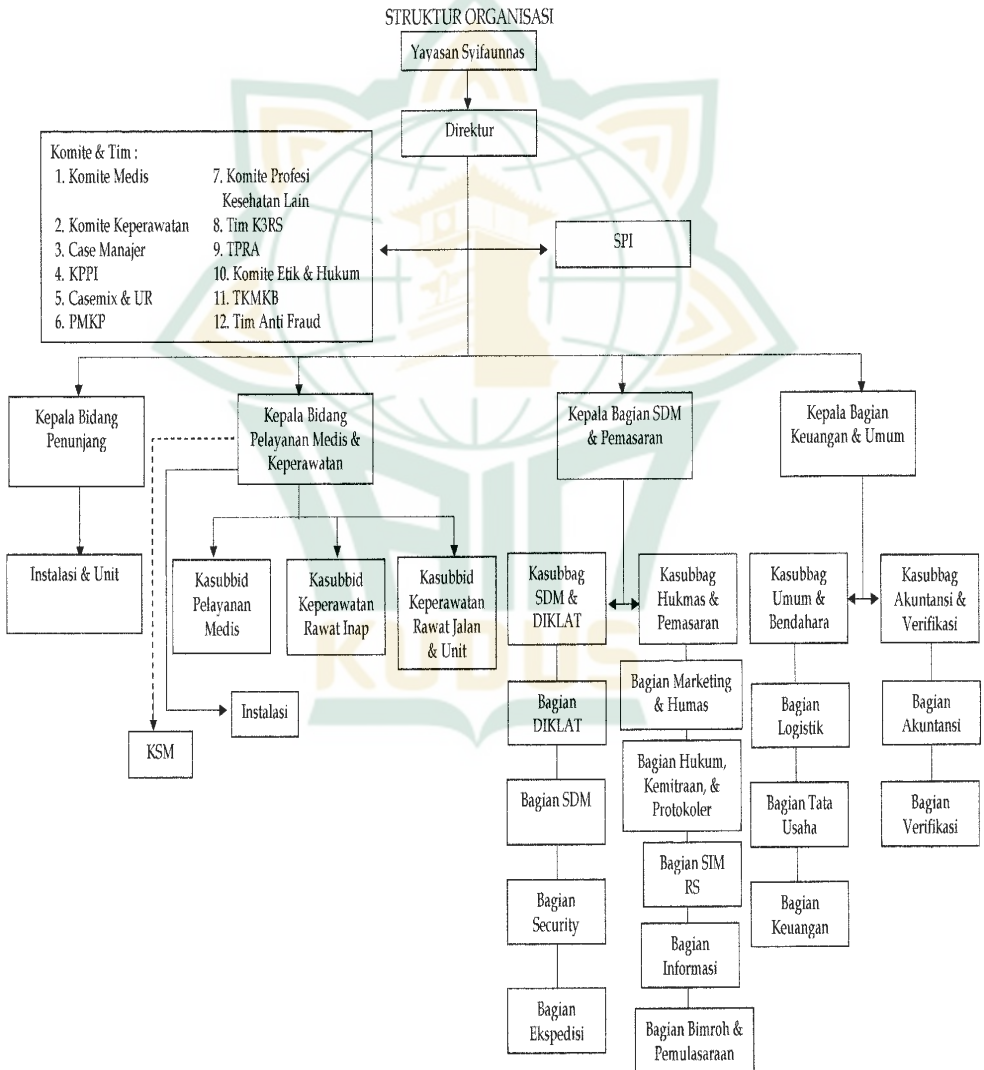 STRUKTUR ORGANISASI
Yayasan Syifaunnas
Direktur
Komite & Tim :
1. Komite Medis
2. Komite Keperawatan
3. Case Manajer
4. KPPI
5. Casemix & UR
6. PMKP
7. Komite Profesi
Kesehatan Lain
8. Tim K3RS
9. TPRA
10. Komite Etik & Hukum
11. TKMKB
12. Tim Anti Fraud
SPI
Kepala Bidang
Penunjang
Kepala Bidang
Pelayanan Medis &
Keperawatan
Kepala Bagian SDM
& Pemasaran
Kepala Bagian
Keuangan & Umum
Instalasi & Unit
Kasubbid
Pelayanan
Medis
Kasubbid
Keperawatan
Rawat Inap
Kasubbid
Keperawatan
Rawat Jalan
& Unit
Kasubbag
SDM &
DIKLAT
Kasubbag
Hukmas &
Pemasaran
Kasubbag
Umum &
Bendahara
Kasubbag
Akuntansi &
Verifikasi
KSM
Instalasi
Bagian
DIKLAT
Bagian SDM
Bagian
Security
Bagian
Ekspedisi
Bagian Marketing
& Humas
Bagian Hukum,
Kemitraan, &
Protokoler
Bagian SIM
RS
Bagian
Informasi
Bagian Bimroh &
Pemulasaraan
Bagian
Logistik
Bagian Tata
Usaha
Bagian
Keuangan
Bagian
Akuntansi
Bagian
Verifikasi
KUDUS